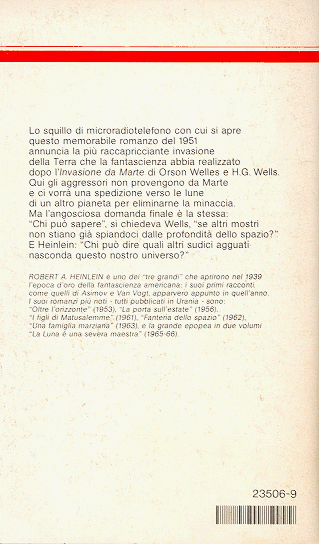 Lo squillo di microradiotelefono con cui si apre
questo memorabile romanzo del 1951
annuncia la più raccapricciante invasione
della Terra che la fantascienza abbia realizzato
dopo l'Invasione da Marte di Orson Welles e H.G. Wells.
Qui gli aggressori non provengono da Marte
e ci vorrà una spedizione verso le lune
di un altro pianeta per eliminarne la minaccia.
Ma l'angosciosa domanda finale è la stessa:
"Chi può sapere", si chiedeva Wells, "se altri mostri
non stiano già spiandoci dalle profondità dello spazio?"
E Heinlein: "Chi può dire quali altri sudici agguati
nasconda questo nostro universo?"
ROBERT A. HEINLEIN è uno dei "tre grandi" che aprirono nel 1939
l'epoca d'oro della fantascienza americana: i suoi primi racconti,
come quelli di Asimov e Van Vogt, apparvero appunto in quell'anno.
I suoi romanzi più noti - tutti pubblicati in Urania - sono:
"Oltre l'orizzonte" (1953), "La porta sull'estate" (1956),
"I figli di Matusalemme" (1961), "Fanteria dello spazio" (1962),
"Una famiglia marziana" (1963), e la grande epopea in due volumi
"La Luna è una severa maestra" (1965-66).
23506-9